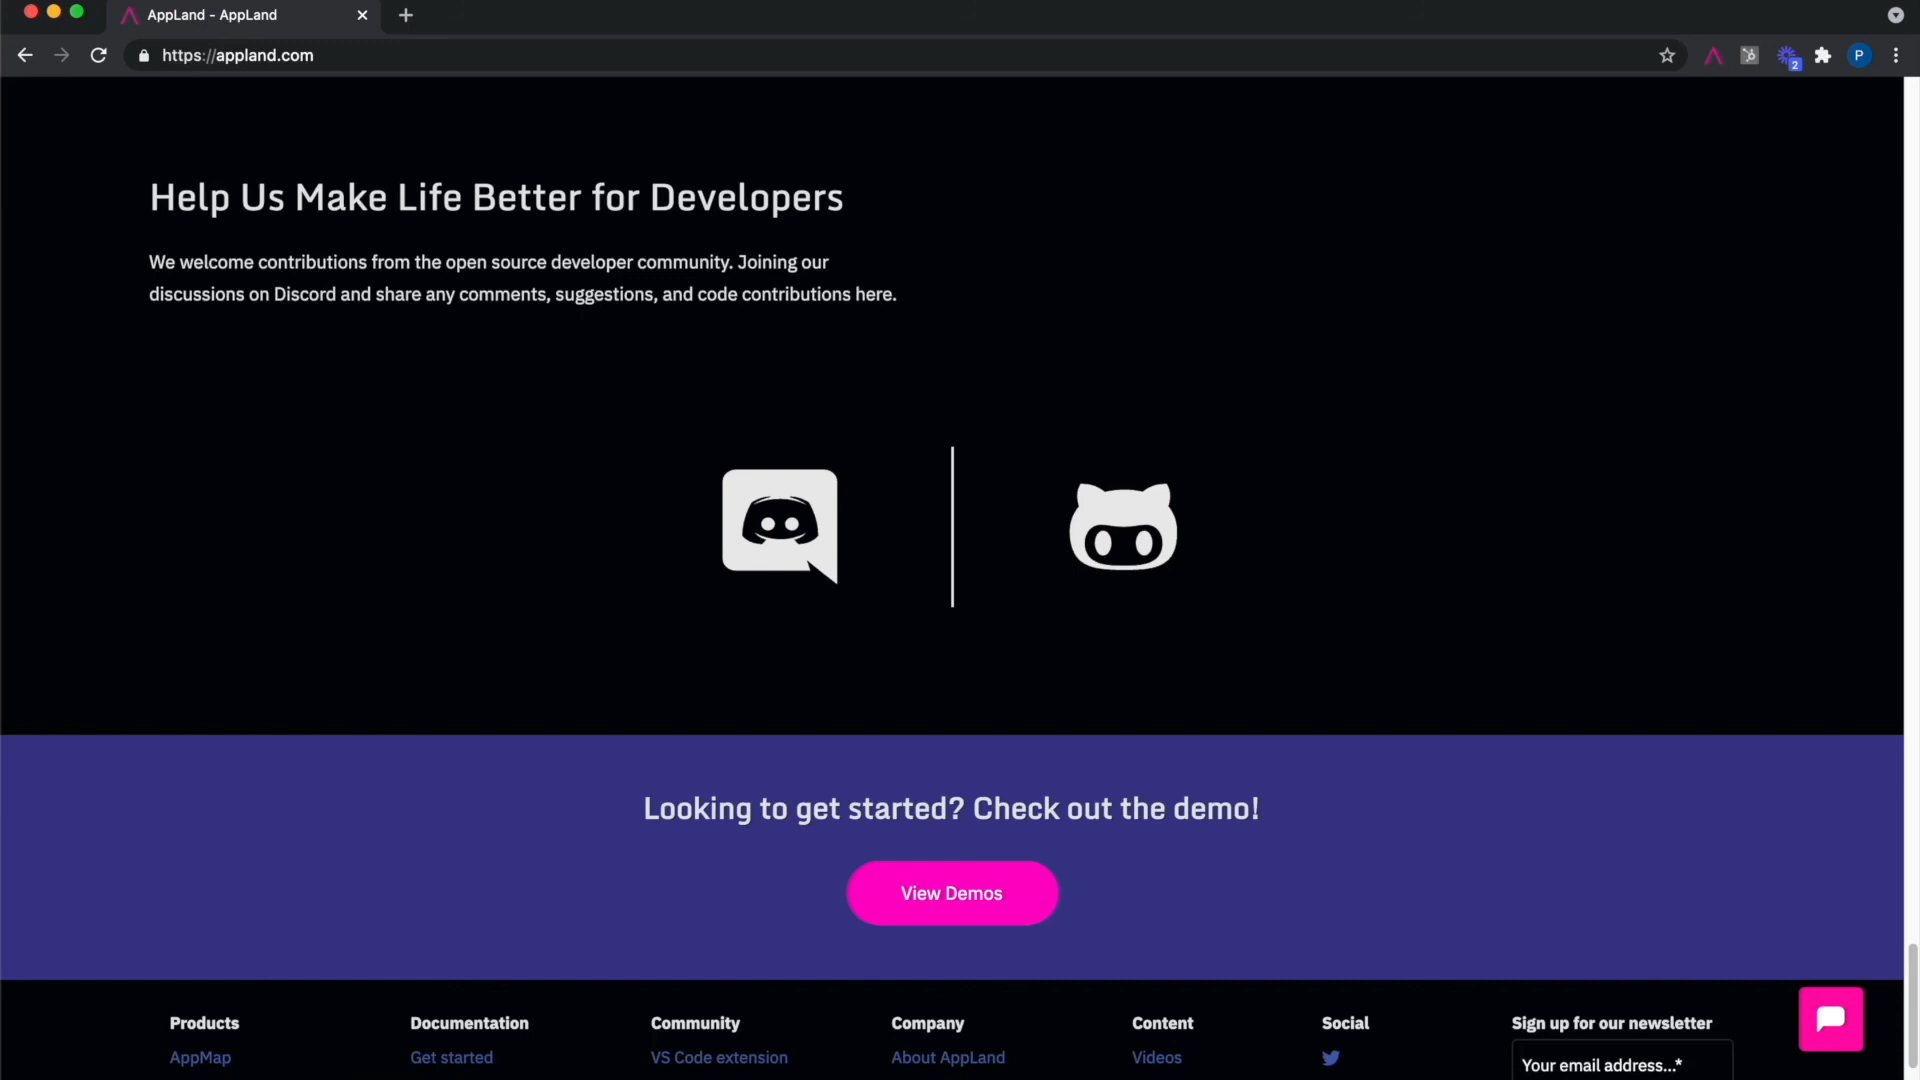 AppLand - AppLand
https://appland.com
2
P
Help Us Make Life Better for Developers
We welcome contributions from the open source developer community. Joining our
discussions on Discord and share any comments, suggestions, and code contributions here.
Looking to get started? Check out the demo!
View Demos
Products
Documentation
Community
Company
Content
Social
Sign up for our newsletter
AppMap
Get started
VS Code extension
About AppLand
Videos
Your email address...*